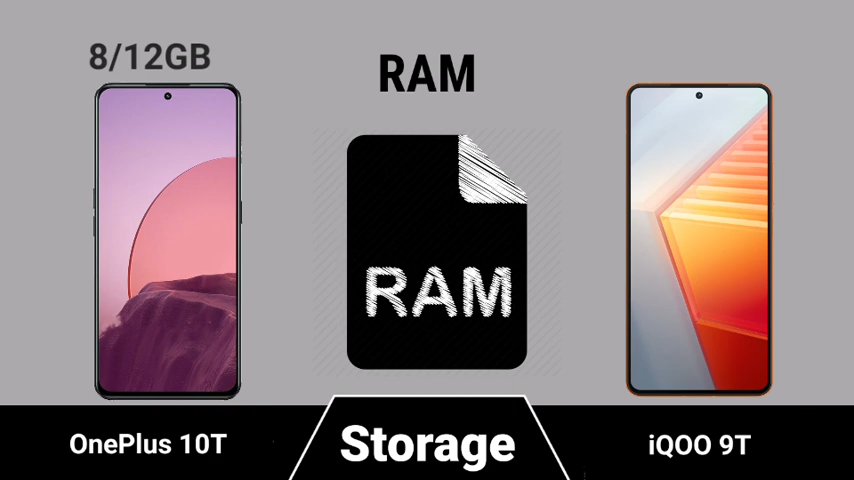 8/12GB
RAM
RAM
OnePlus 10T
Storage
iQOO 9T